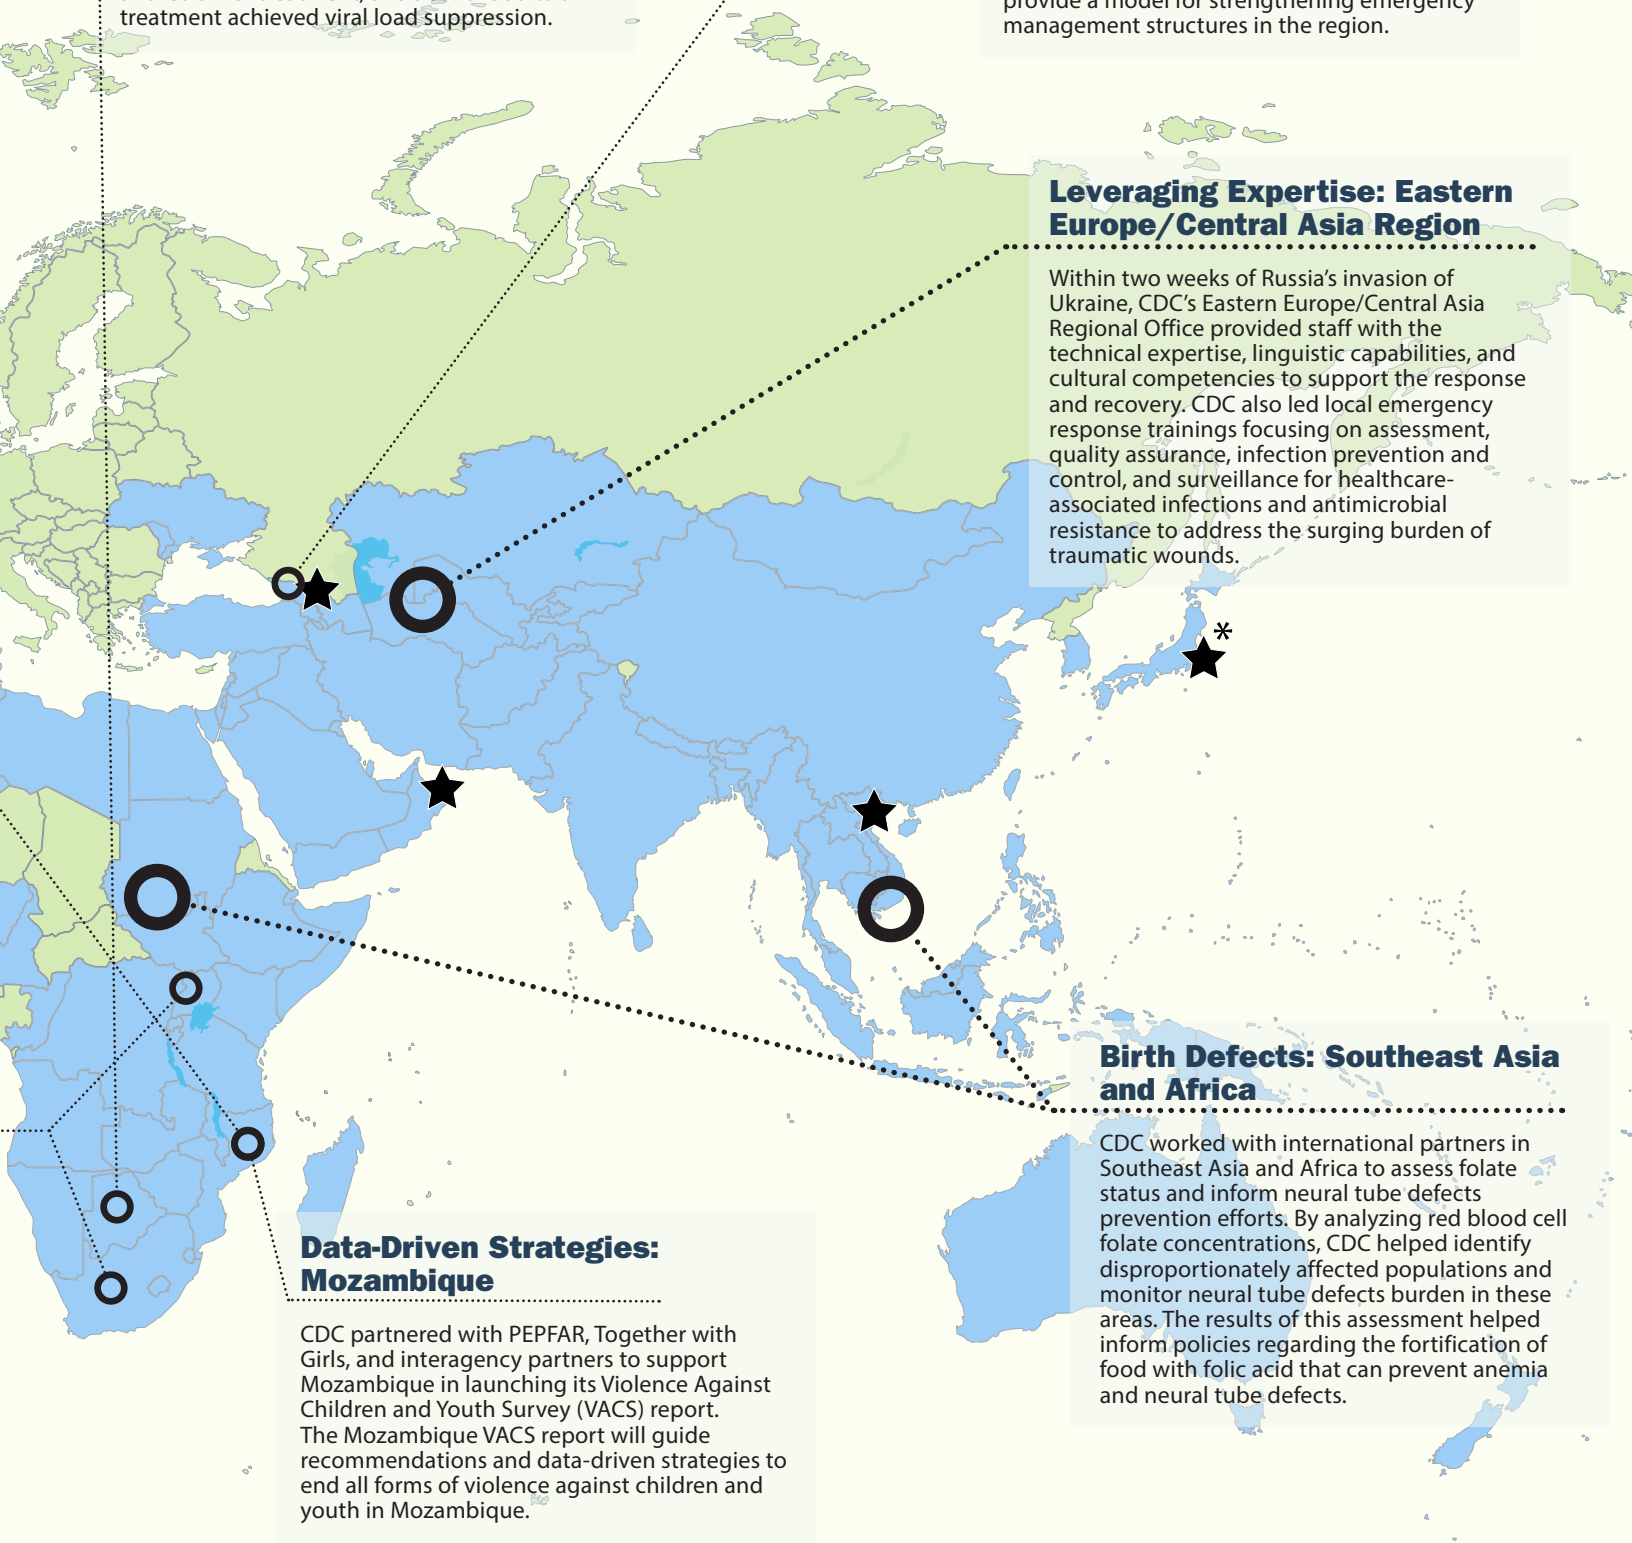 treatment achieved viral load suppression.
provide a model for strengthening emergency
management structures in the region.
Leveraging Expertise: Eastern
Europe/Central Asia Region
Within two weeks of Russia’s invasion of
Ukraine, CDC’s Eastern Europe/Central Asia
Regional Office provided staff with the
technical expertise, linguistic capabilities, and
cultural competencies to support the response
and recovery. CDC also led local emergency
response trainings focusing on assessment,
quality assurance, infection prevention and
control, and surveillance for healthcare-
associated infections and antimicrobial
resistance to address the surging burden of
traumatic wounds.
*
Birth Defects: Southeast Asia
and Africa
CDC worked with international partners in
Southeast Asia and Africa to assess folate
status and inform neural tube defects
prevention efforts. By analyzing red blood cell
folate concentrations, CDC helped identify
disproportionately affected populations and
monitor neural tube defects burden in these
areas. The results of this assessment helped
inform policies regarding the fortification of
food with folic acid that can prevent anemia
and neural tube defects.
Data-Driven Strategies:
Mozambique
CDC partnered with PEPFAR, Together with
Girls, and interagency partners to support
Mozambique in launching its Violence Against
Children and Youth Survey (VACS) report.
The Mozambique VACS report will guide
recommendations and data-driven strategies to
end all forms of violence against children and
youth in Mozambique.